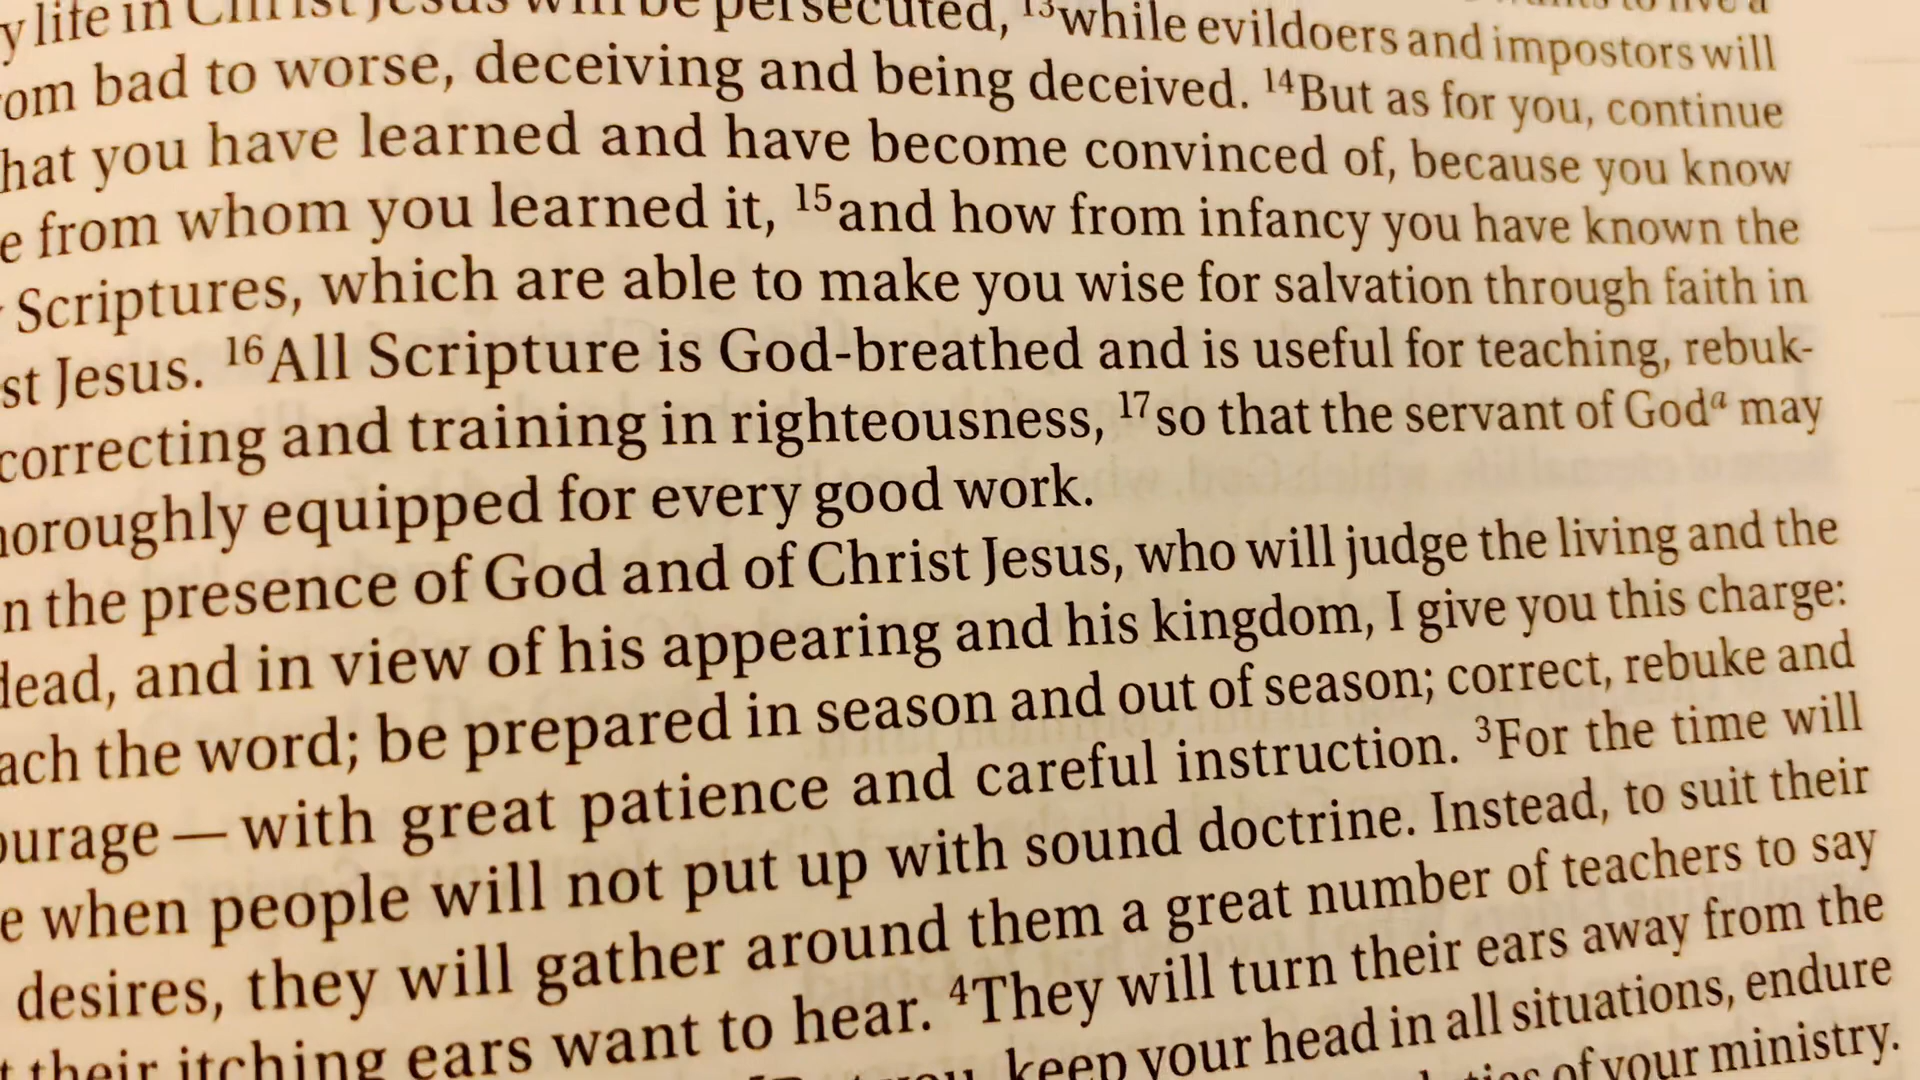 y life in Christ Jesus will be persecuted, ¹³while evildoers and impostors will
om bad to worse, deceiving and being deceived. ¹⁴But as for you, continue
hat you have learned and have become convinced of, because you know
e from whom you learned it, ¹⁵and how from infancy you have known the
Scriptures, which are able to make you wise for salvation through faith in
st Jesus. ¹⁶All Scripture is God-breathed and is useful for teaching, rebuk-
correcting and training in righteousness, ¹⁷so that the servant of Godᵃ may
horoughly equipped for every good work.
n the presence of God and of Christ Jesus, who will judge the living and the
dead, and in view of his appearing and his kingdom, I give you this charge:
ach the word; be prepared in season and out of season; correct, rebuke and
ourage — with great patience and careful instruction. ³For the time will
e when people will not put up with sound doctrine. Instead, to suit their
desires, they will gather around them a great number of teachers to say
t their itching ears want to hear. ⁴They will turn their ears away from the
you, keep your head in all situations, endure
of your ministry.